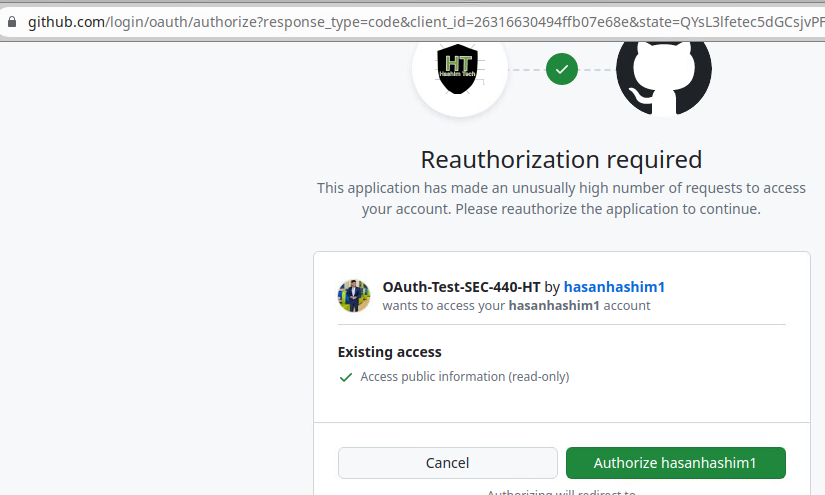 github.com/login/oauth/authorize?response_type=code&client_id=26316630494ffb07e68e&state=QYsL3lfetec5dGCsjvPF
HT
Hashim Tech
Reauthorization required
This application has made an unusually high number of requests to access
your account. Please reauthorize the application to continue.
OAuth-Test-SEC-440-HT by hasanhashim1
wants to access your hasanhashim1 account
Existing access
Access public information (read-only)
Cancel
Authorize hasanhashim1
Authorizing will redirect to